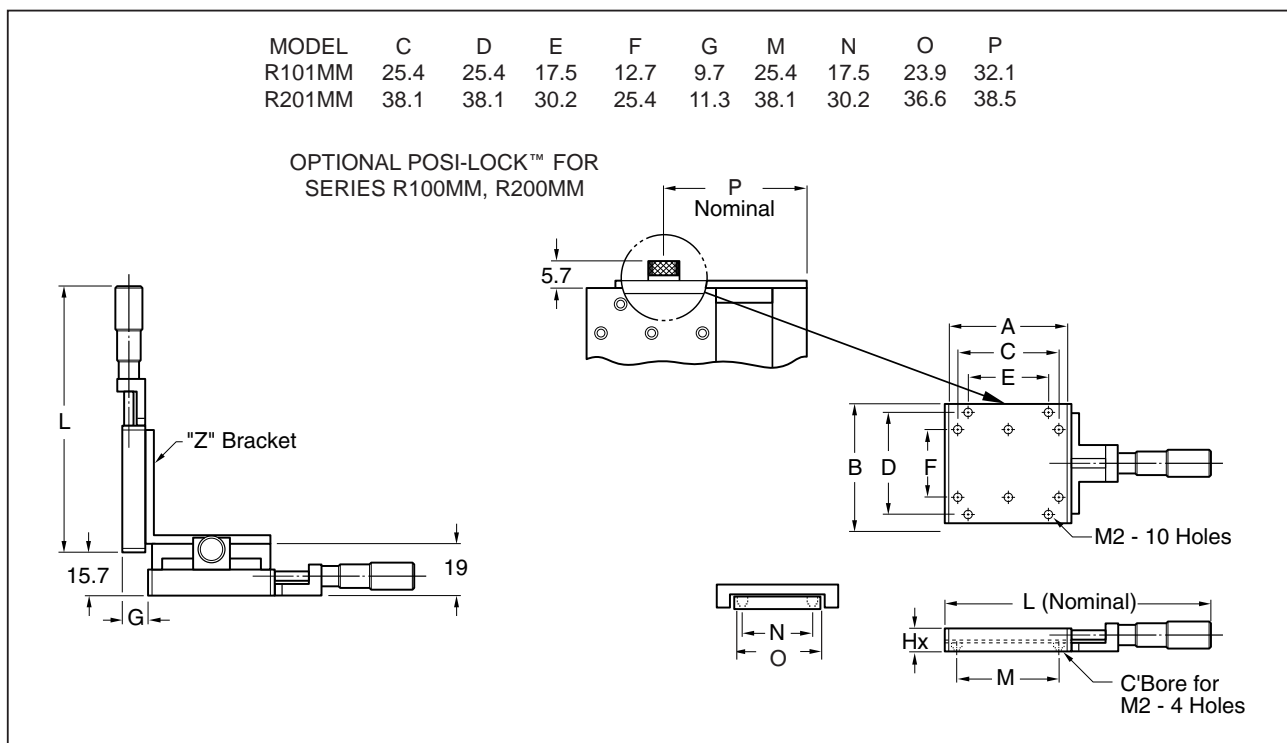 MODEL C D E F G M N O P
R101MM 25.4 25.4 17.5 12.7 9.7 25.4 17.5 23.9 32.1
R201MM 38.1 38.1 30.2 25.4 11.3 38.1 30.2 36.6 38.5
OPTIONAL POSI-LOCK™ FOR
SERIES R100MM, R200MM
P
Nominal
5.7
A
C
E
L
"Z" Bracket
B
D
F
M2 - 10 Holes
15.7
19
G
N
O
L (Nominal)
Hx
M
C'Bore for
M2 - 4 Holes